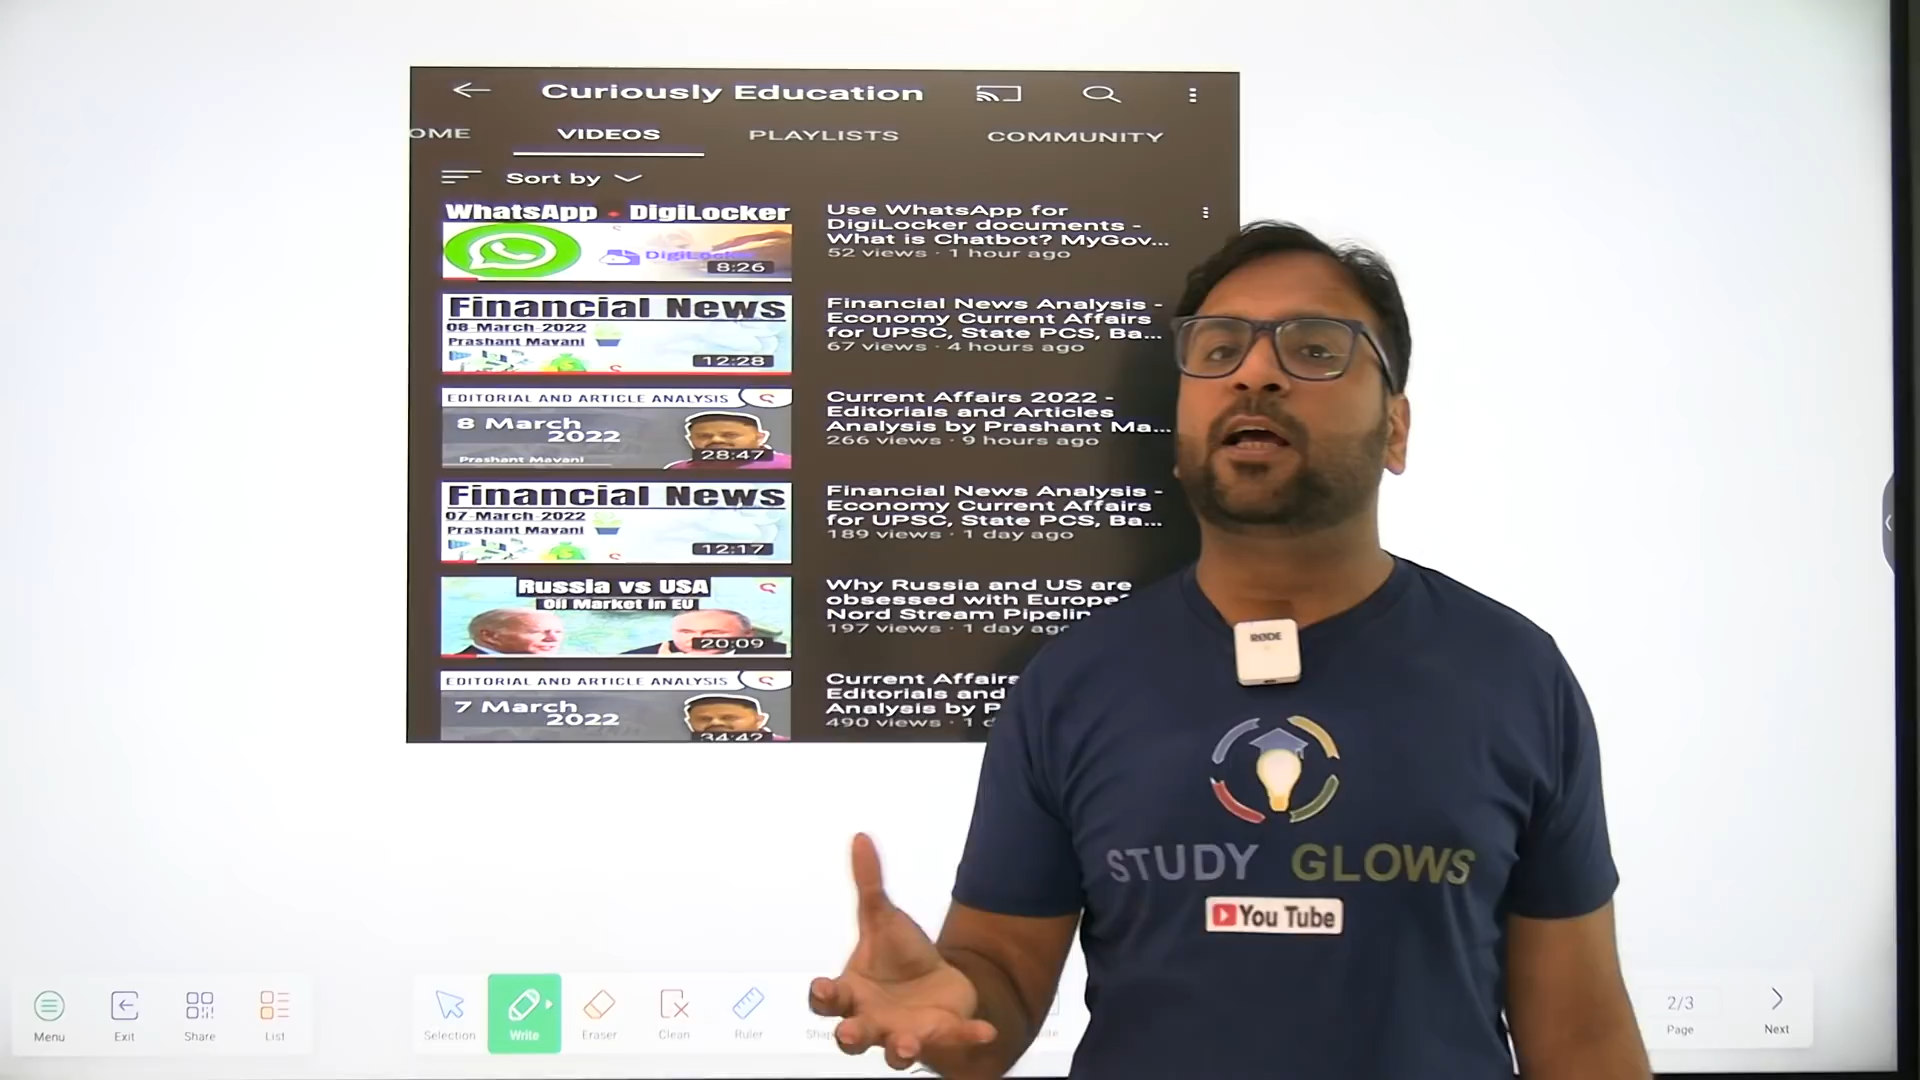 Curiously Education
OME VIDEOS PLAYLISTS COMMUNITY
Sort by
WhatsApp DigiLocker
8:26
Use WhatsApp for
DigiLocker documents -
What is Chatbot? MyGov...
52 views · 1 hour ago
Financial News
08-March-2022
Prashant Mavani
12:28
Financial News Analysis -
Economy Current Affairs
for UPSC, State PCS, Ba...
67 views · 4 hours ago
EDITORIAL AND ARTICLE ANALYSIS
8 March
2022
Prashant Mavani
28:47
Current Affairs 2022 -
Editorials and Articles
Analysis by Prashant Ma...
266 views · 9 hours ago
Financial News
07-March-2022
Prashant Mavani
12:17
Financial News Analysis -
Economy Current Affairs
for UPSC, State PCS, Ba...
189 views · 1 day ago
Russia vs USA
Oil Market in EU
20:09
Why Russia and US are
obsessed with Europe
Nord Stream Pipelin
197 views · 1 day ago
EDITORIAL AND ARTICLE ANALYSIS
7 March
2022
34:42
Current Affairs
Editorials and
Analysis by P
490 views · 1 d
RØDE
STUDY GLOWS
You Tube
Menu Exit Share List Selection Write Eraser Clean Ruler
2/3
Page Next